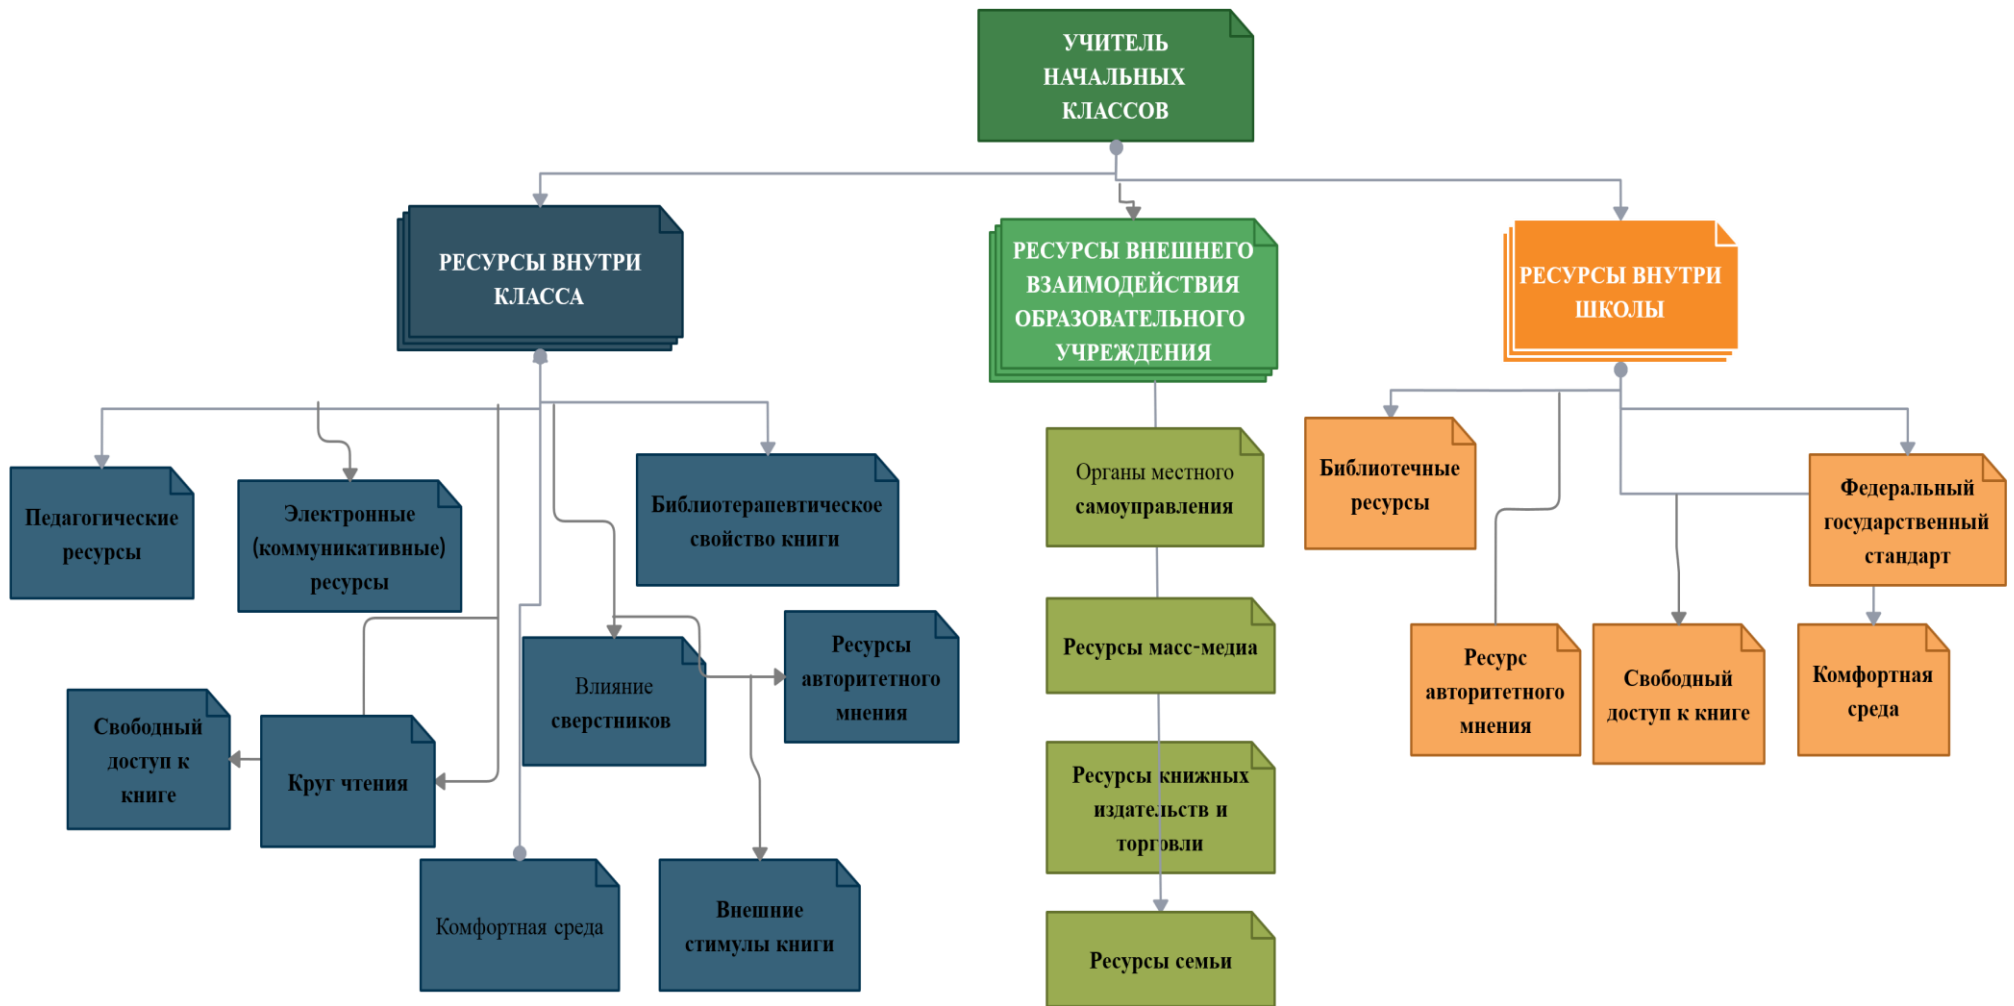 УЧИТЕЛЬ
НАЧАЛЬНЫХ
КЛАССОВ
РЕСУРСЫ ВНУТРИ
КЛАССА
РЕСУРСЫ ВНЕШНЕГО
ВЗАИМОДЕЙСТВИЯ
ОБРАЗОВАТЕЛЬНОГО
УЧРЕЖДЕНИЯ
РЕСУРСЫ ВНУТРИ
ШКОЛЫ
Педагогические
ресурсы
Электронные
(коммуникативные)
ресурсы
Библиотерапевтическое
свойство книги
Свободный
доступ к
книге
Круг чтения
Влияние
сверстников
Ресурсы
авторитетного
мнения
Комфортная среда
Внешние
стимулы книги
Органы местного
самоуправления
Ресурсы масс-медиа
Ресурсы книжных
издательств и
торговли
Ресурсы семьи
Библиотечные
ресурсы
Федеральный
государственный
стандарт
Ресурс
авторитетного
мнения
Свободный
доступ к книге
Комфортная
среда